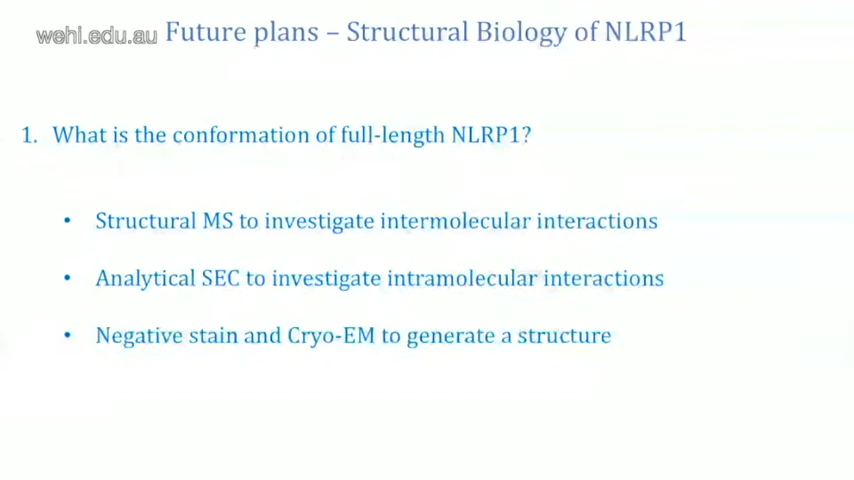 wehi.edu.au
Future plans – Structural Biology of NLRP1
1. What is the conformation of full-length NLRP1?
• Structural MS to investigate intermolecular interactions
• Analytical SEC to investigate intramolecular interactions
• Negative stain and Cryo-EM to generate a structure